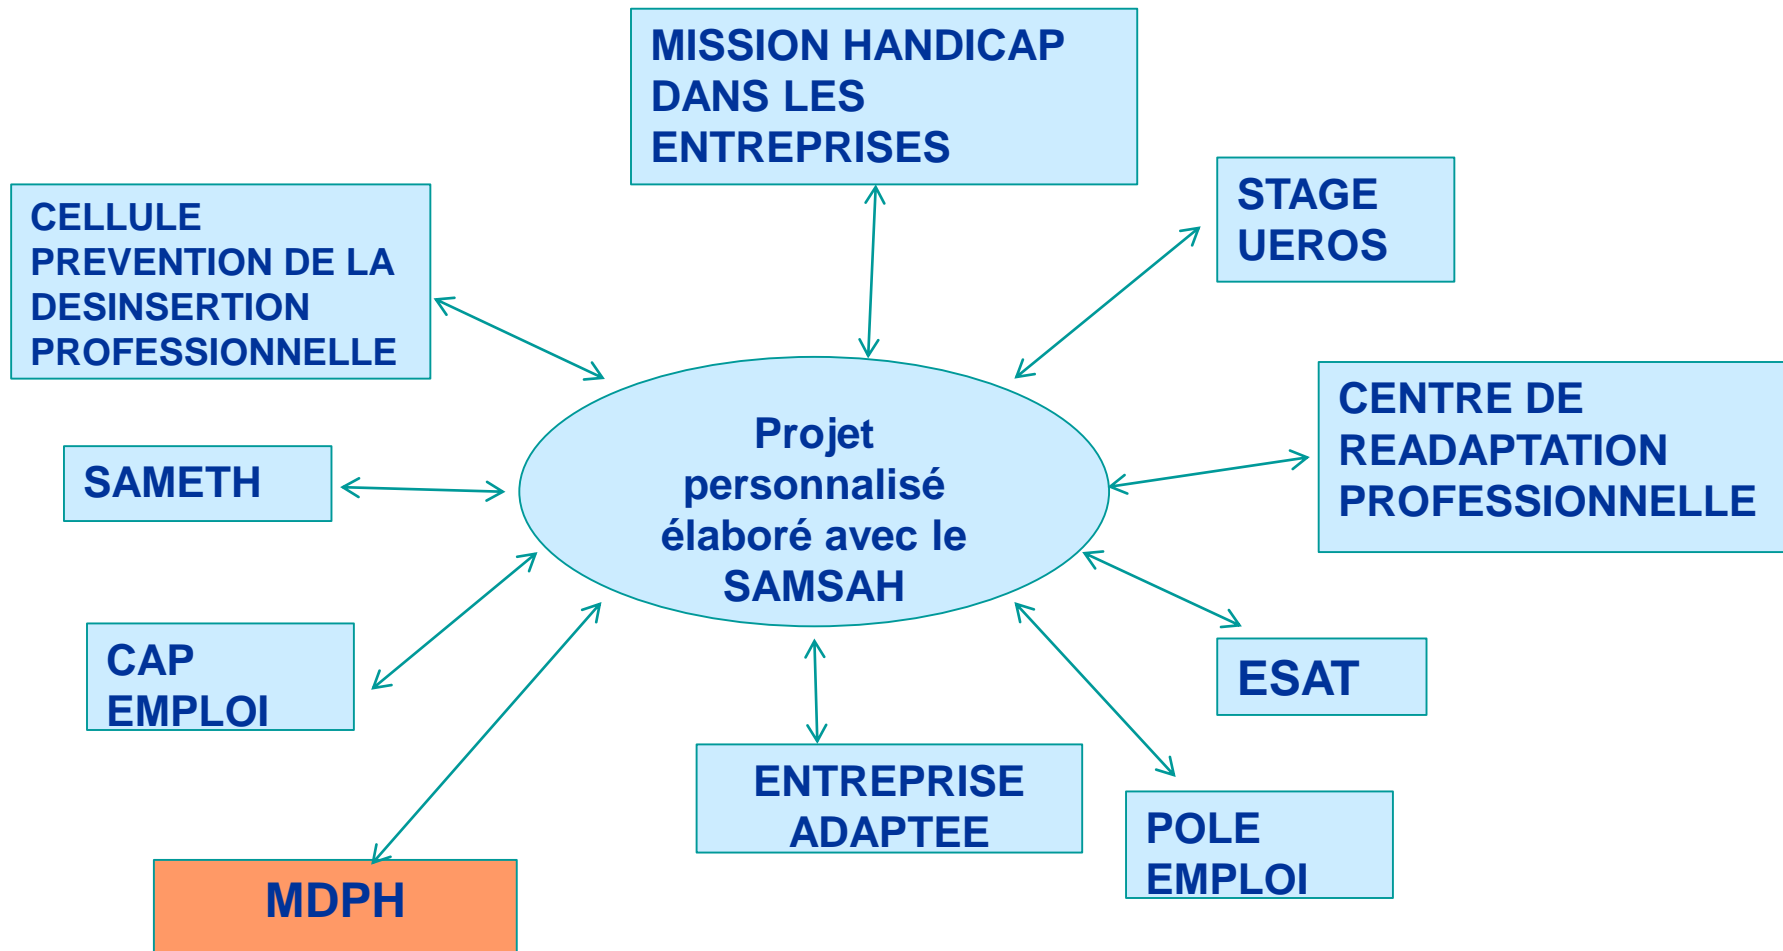 MISSION HANDICAP
DANS LES
ENTREPRISES
STAGE
UEROS
CELLULE
PREVENTION DE LA
DESINSERTION
PROFESSIONNELLE
CENTRE DE
READAPTATION
PROFESSIONNELLE
Projet
personnalisé
élaboré avec le
SAMSAH
SAMETH
CAP
EMPLOI
ESAT
ENTREPRISE
ADAPTEE
POLE
EMPLOI
MDPH